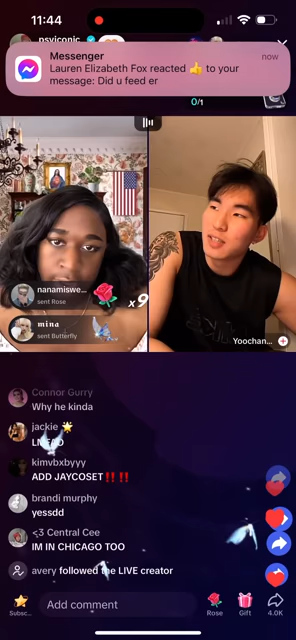 11:44
psyiconic
Messenger
now
Lauren Elizabeth Fox reacted 👍 to your
message: Did u feed er
0/1
nanamiswe...
sent Rose
x9
mina
sent Butterfly
Yoochan...
Connor Gurry
Why he kinda
jackie 🌟
kimvbxbyyy
ADD JAYCOSET‼️‼️
brandi murphy
yessdd
<3 Central Cee
IM IN CHICAGO TOO
avery followed the LIVE creator
Subsc...
Add comment
Rose
Gifts
4.0K